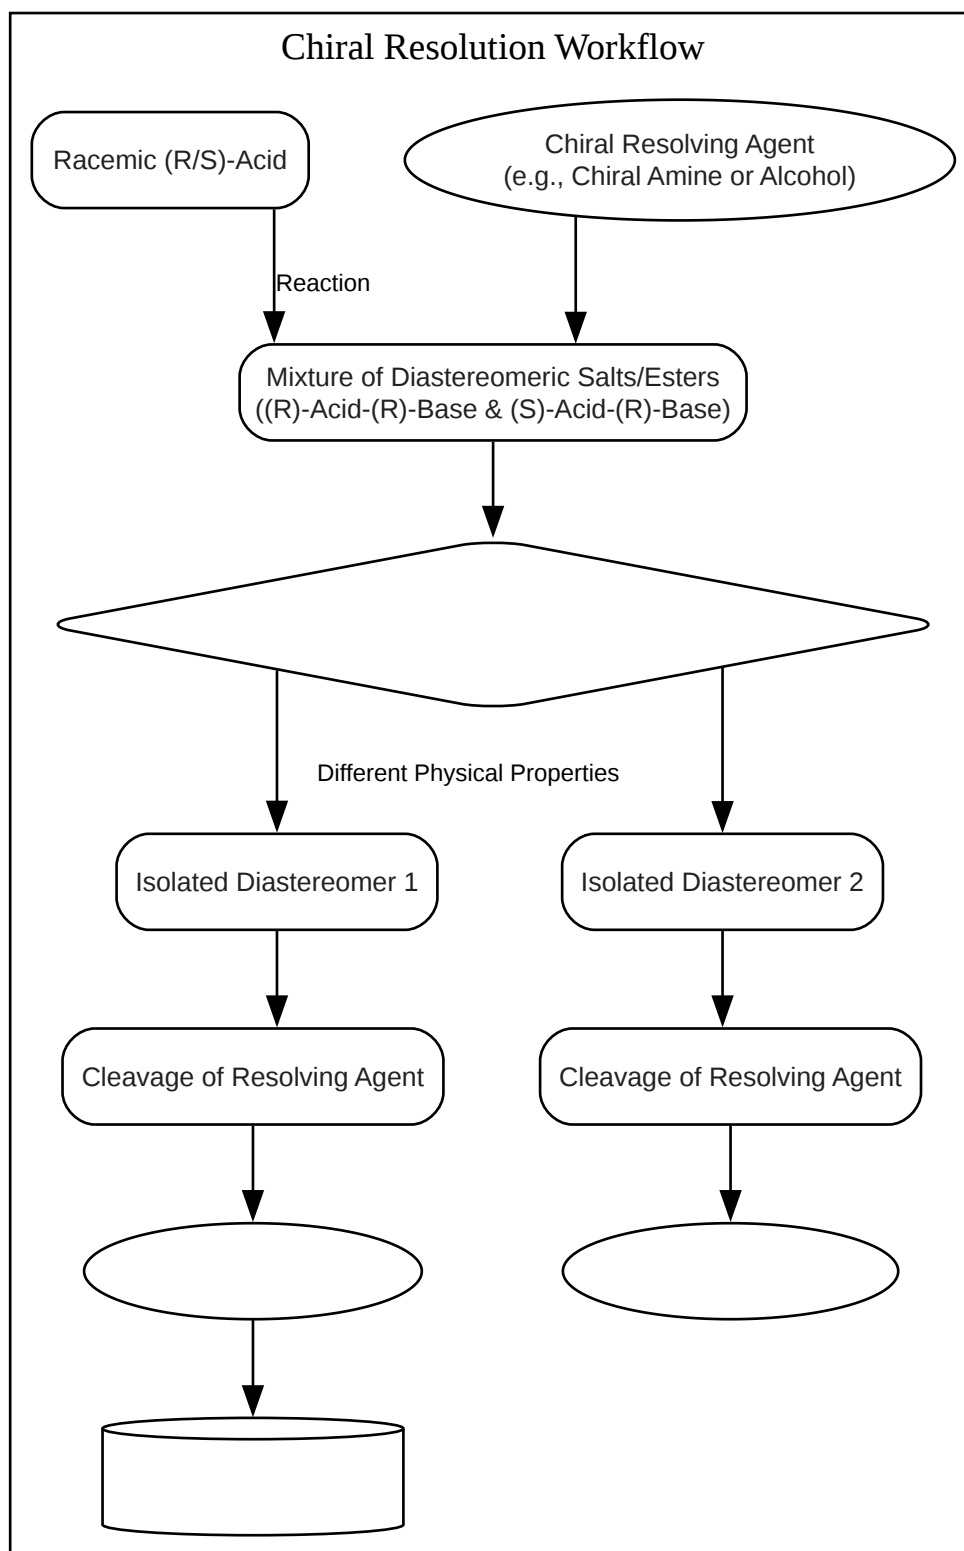 Chiral Resolution Workflow
Racemic (R/S)-Acid
Chiral Resolving Agent
(e.g., Chiral Amine or Alcohol)
Reaction
Mixture of Diastereomeric Salts/Esters
((R)-Acid-(R)-Base & (S)-Acid-(R)-Base)
Different Physical Properties
Isolated Diastereomer 1
Isolated Diastereomer 2
Cleavage of Resolving Agent
Cleavage of Resolving Agent